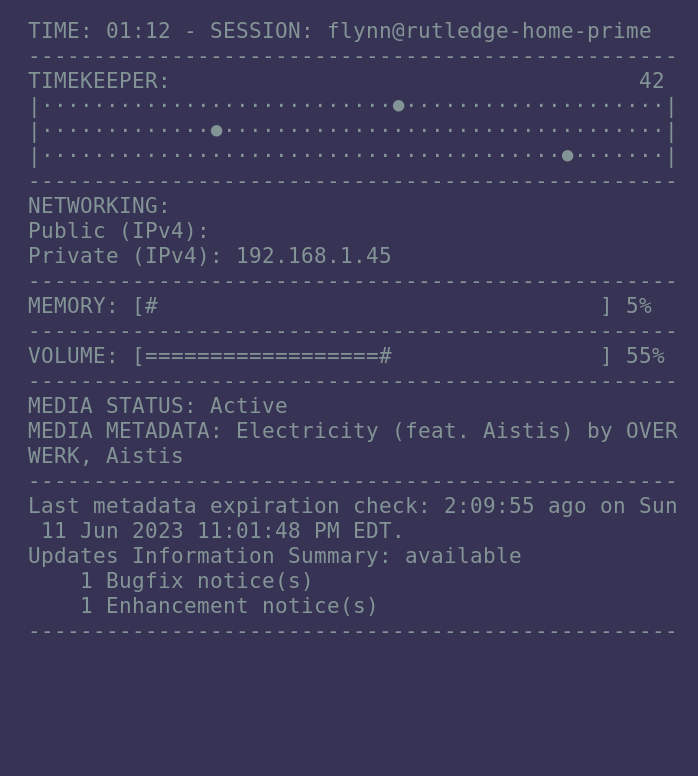 TIME: 01:12 - SESSION: flynn@rutledge-home-prime
--------------------------------------------------
TIMEKEEPER:                                    42
|···························●····················|
|·············●··································|
|········································●·······|
--------------------------------------------------
NETWORKING:
Public (IPv4):
Private (IPv4): 192.168.1.45
--------------------------------------------------
MEMORY: [#                                  ] 5%
--------------------------------------------------
VOLUME: [==================#                ] 55%
--------------------------------------------------
MEDIA STATUS: Active
MEDIA METADATA: Electricity (feat. Aistis) by OVER
WERK, Aistis
--------------------------------------------------
Last metadata expiration check: 2:09:55 ago on Sun
 11 Jun 2023 11:01:48 PM EDT.
Updates Information Summary: available
    1 Bugfix notice(s)
    1 Enhancement notice(s)
--------------------------------------------------